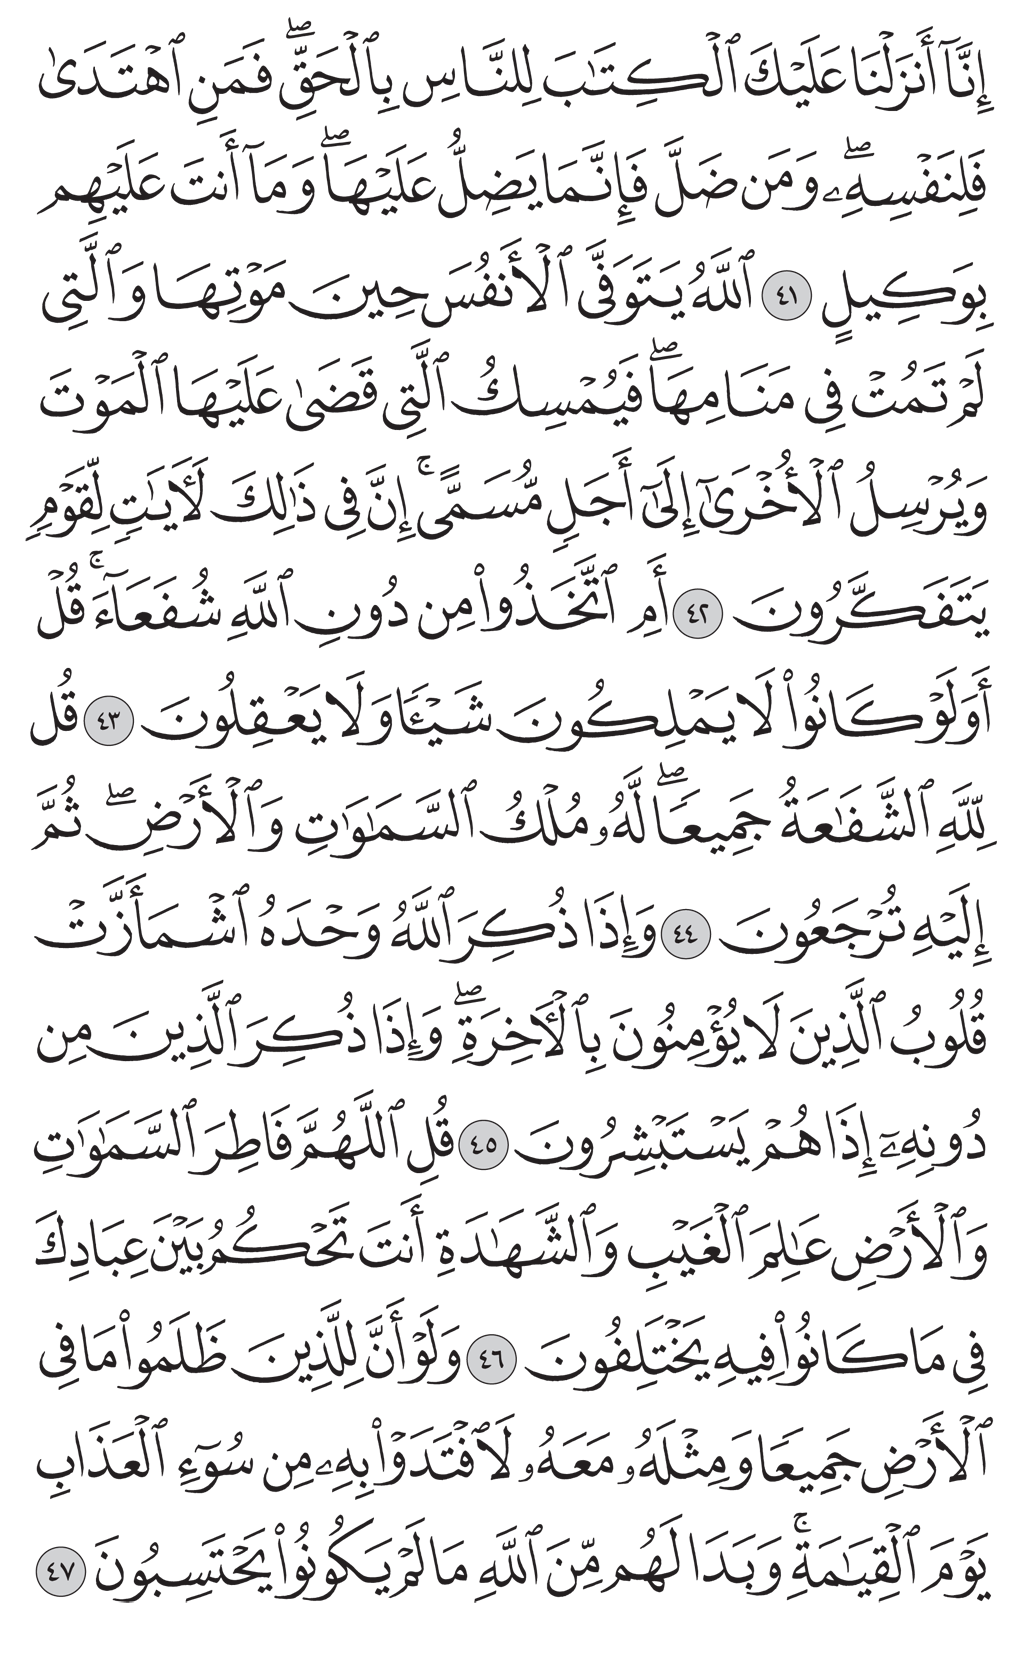 إِنَّآ أَنزَلْنَا عَلَيْكَ ٱلْكِتَـٰبَ لِلنَّاسِ بِٱلْحَقِّ ۖ فَمَنِ ٱهْتَدَىٰ
فَلِنَفْسِهِۦ ۖ وَمَن ضَلَّ فَإِنَّمَا يَضِلُّ عَلَيْهَا ۖ وَمَآ أَنتَ عَلَيْهِم
بِوَكِيلٍ ٤١ ٱللَّهُ يَتَوَفَّى ٱلْأَنفُسَ حِينَ مَوْتِهَا وَٱلَّتِى
لَمْ تَمُتْ فِى مَنَامِهَا ۖ فَيُمْسِكُ ٱلَّتِى قَضَىٰ عَلَيْهَا ٱلْمَوْتَ
وَيُرْسِلُ ٱلْأُخْرَىٰٓ إِلَىٰٓ أَجَلٍ مُّسَمًّى ۚ إِنَّ فِى ذَٰلِكَ لَـَٔايَـٰتٍ لِّقَوْمٍ
يَتَفَكَّرُونَ ٤٢ أَمِ ٱتَّخَذُوا۟ مِن دُونِ ٱللَّهِ شُفَعَآءَ ۚ قُلْ
أَوَلَوْ كَانُوا۟ لَا يَمْلِكُونَ شَيْـًٔا وَلَا يَعْقِلُونَ ٤٣ قُل
لِّلَّهِ ٱلشَّفَـٰعَةُ جَمِيعًا ۖ لَّهُۥ مُلْكُ ٱلسَّمَـٰوَٰتِ وَٱلْأَرْضِ ۖ ثُمَّ
إِلَيْهِ تُرْجَعُونَ ٤٤ وَإِذَا ذُكِرَ ٱللَّهُ وَحْدَهُ ٱشْمَأَزَّتْ
قُلُوبُ ٱلَّذِينَ لَا يُؤْمِنُونَ بِٱلْـَٔاخِرَةِ ۖ وَإِذَا ذُكِرَ ٱلَّذِينَ مِن
دُونِهِۦٓ إِذَا هُمْ يَسْتَبْشِرُونَ ٤٥ قُلِ ٱللَّهُمَّ فَاطِرَ ٱلسَّمَـٰوَٰتِ
وَٱلْأَرْضِ عَـٰلِمَ ٱلْغَيْبِ وَٱلشَّهَـٰدَةِ أَنتَ تَحْكُمُ بَيْنَ عِبَادِكَ
فِى مَا كَانُوا۟ فِيهِ يَخْتَلِفُونَ ٤٦ وَلَوْ أَنَّ لِلَّذِينَ ظَلَمُوا۟ مَا فِى
ٱلْأَرْضِ جَمِيعًا وَمِثْلَهُۥ مَعَهُۥ لَٱفْتَدَوْا۟ بِهِۦ مِن سُوٓءِ ٱلْعَذَابِ
يَوْمَ ٱلْقِيَـٰمَةِ ۚ وَبَدَا لَهُم مِّنَ ٱللَّهِ مَا لَمْ يَكُونُوا۟ يَحْتَسِبُونَ ٤٧